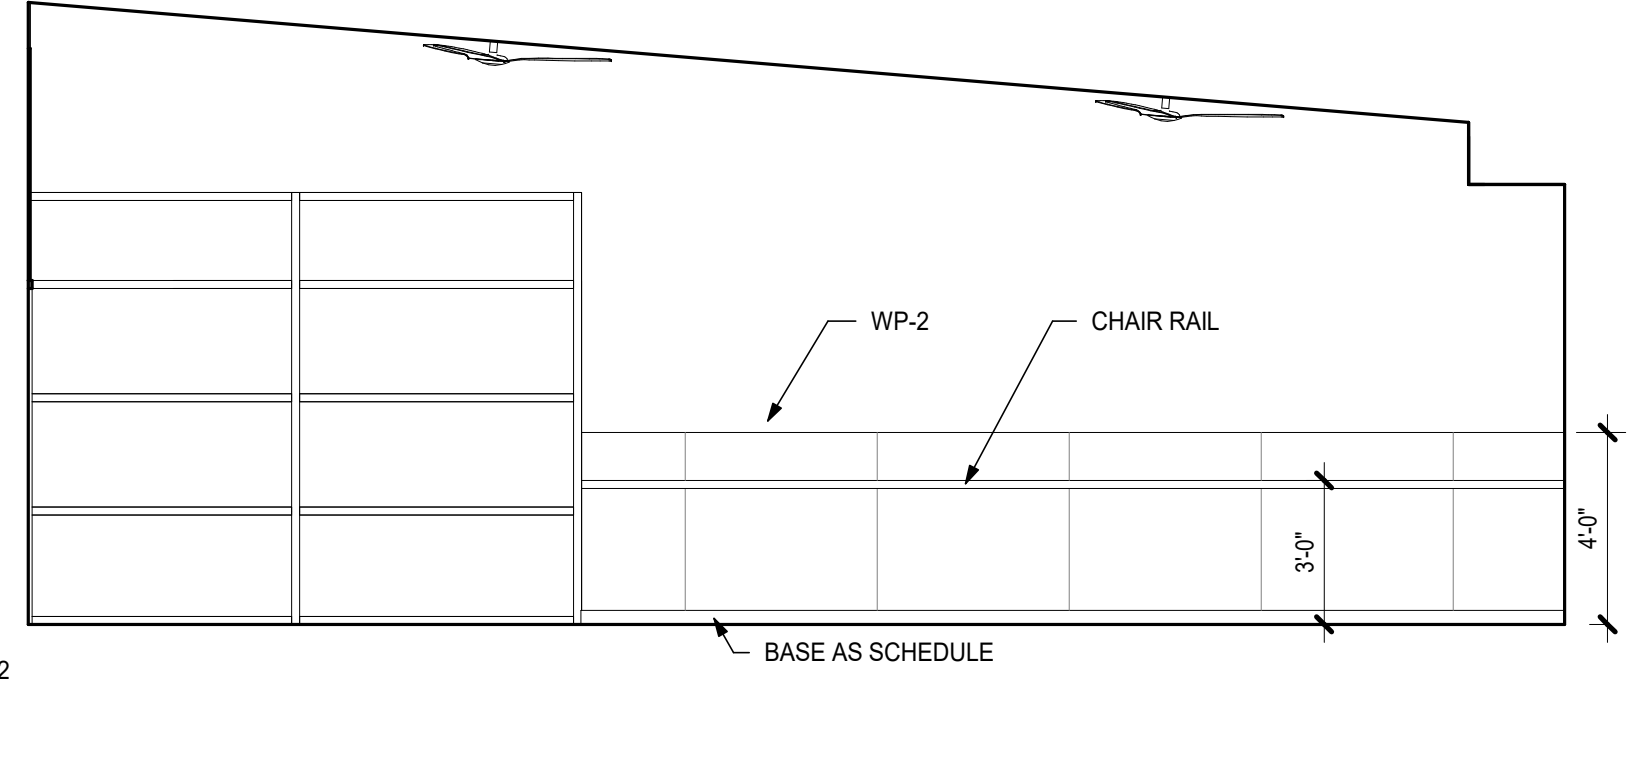 WP-2
CHAIR RAIL
3'-0"
4'-0"
BASE AS SCHEDULE
2